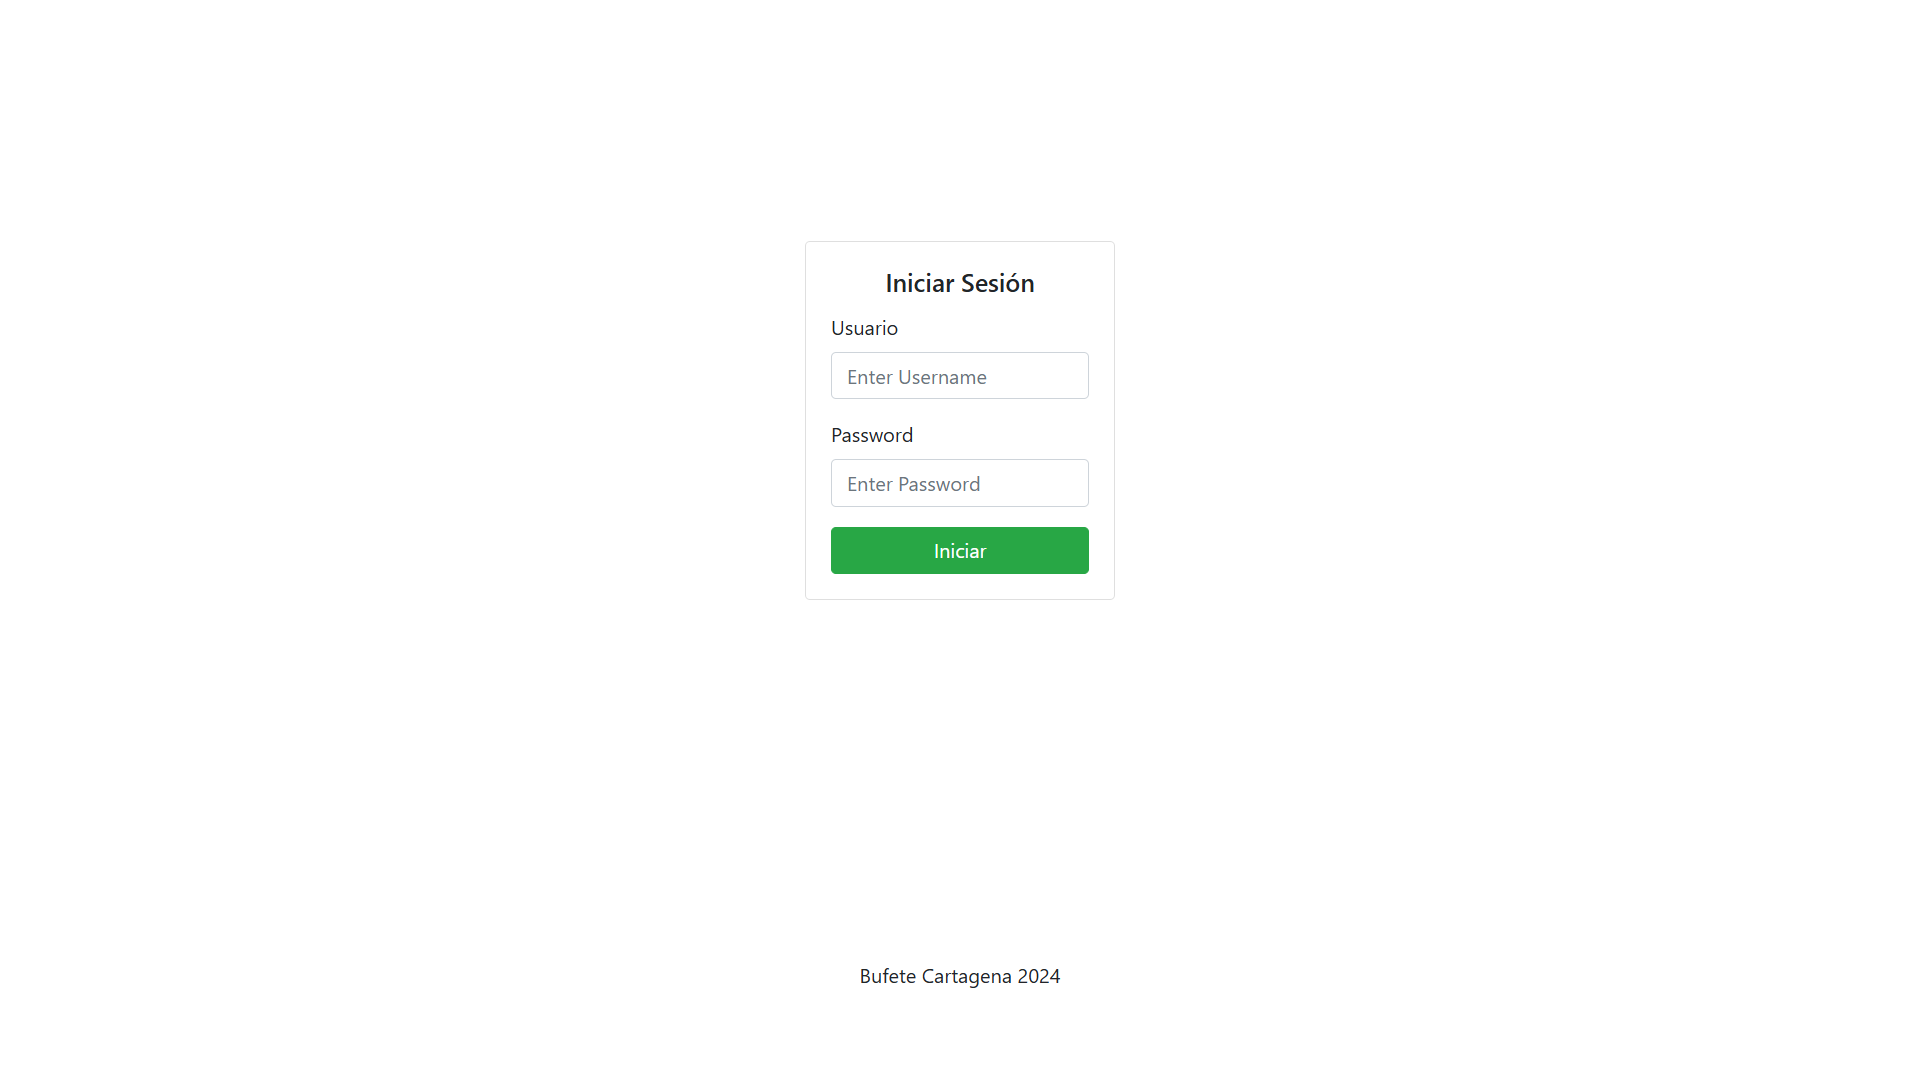 Iniciar Sesión
Usuario
Enter Username
Password
Enter Password
Iniciar
Bufete Cartagena 2024